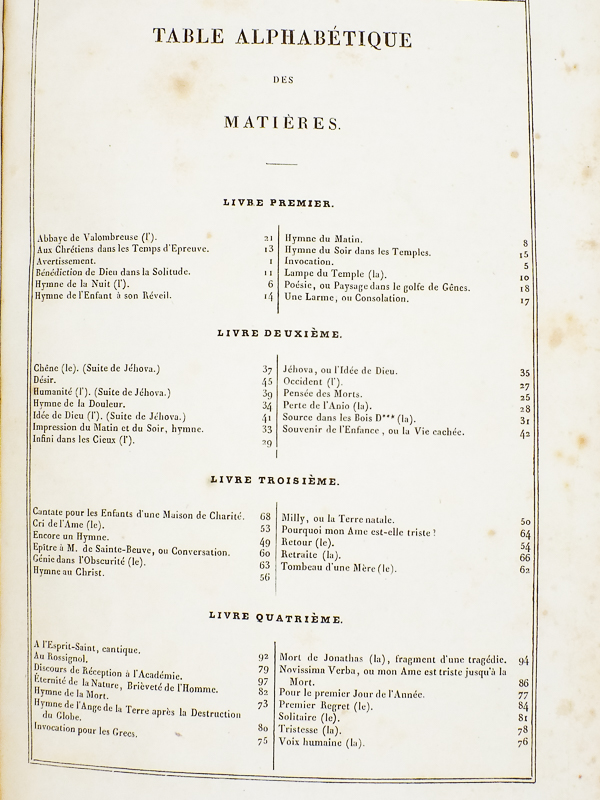 TABLE ALPHABÉTIQUE
DES
MATIÈRES.
LIVRE PREMIER.
Abbaye de Valombreuse (l'). 21
Aux Chrétiens dans les Temps d'Epreuve. 13
Avertissement. 1
Bénédiction de Dieu dans la Solitude. 11
Hymne de la Nuit (l'). 6
Hymne de l'Enfant à son Réveil. 14
Hymne du Matin. 8
Hymne du Soir dans les Temples. 15
Invocation. 5
Lampe du Temple (la). 10
Poésie, ou Paysage dans le golfe de Gênes. 18
Une Larme, ou Consolation. 17
LIVRE DEUXIÈME.
Chêne (le). (Suite de Jéhova.) 37
Désir. 45
Humanité (l'). (Suite de Jéhova.) 39
Hymne de la Douleur. 34
Idée de Dieu (l'). (Suite de Jéhova.) 41
Impression du Matin et du Soir, hymne. 33
Infini dans les Cieux (l'). 29
Jéhova, ou l'Idée de Dieu. 35
Occident (l'). 27
Pensée des Morts. 25
Perte de l'Anio (la). 28
Source dans les Bois D*** (la). 31
Souvenir de l'Enfance, ou la Vie cachée. 42
LIVRE TROISIÈME.
Cantate pour les Enfants d'une Maison de Charité. 68
Cri de l'Ame (le). 53
Encore un Hymne. 49
Epître à M. de Sainte-Beuve, ou Conversation. 60
Génie dans l'Obscurité (le). 63
Hymne au Christ. 56
Milly, ou la Terre natale. 50
Pourquoi mon Ame est-elle triste! 64
Retour (le). 54
Retraite (la). 66
Tombeau d'une Mère (le). 62
LIVRE QUATRIÈME.
A l'Esprit-Saint, cantique. 92
Au Rossignol. 79
Discours de Réception à l'Académie. 97
Éternité de la Nature, Brièveté de l'Homme. 82
Hymne de la Mort. 73
Hymne de l'Ange de la Terre après la Destruction
du Globe. 80
Invocation pour les Grecs. 75
Mort de Jonathas (la), fragment d'une tragédie. 94
Novissima Verba, ou mon Ame est triste jusqu'à la
Mort. 86
Pour le premier Jour de l'Année. 77
Premier Regret (le). 84
Solitaire (le). 81
Tristesse (la). 78
Voix humaine (la). 76